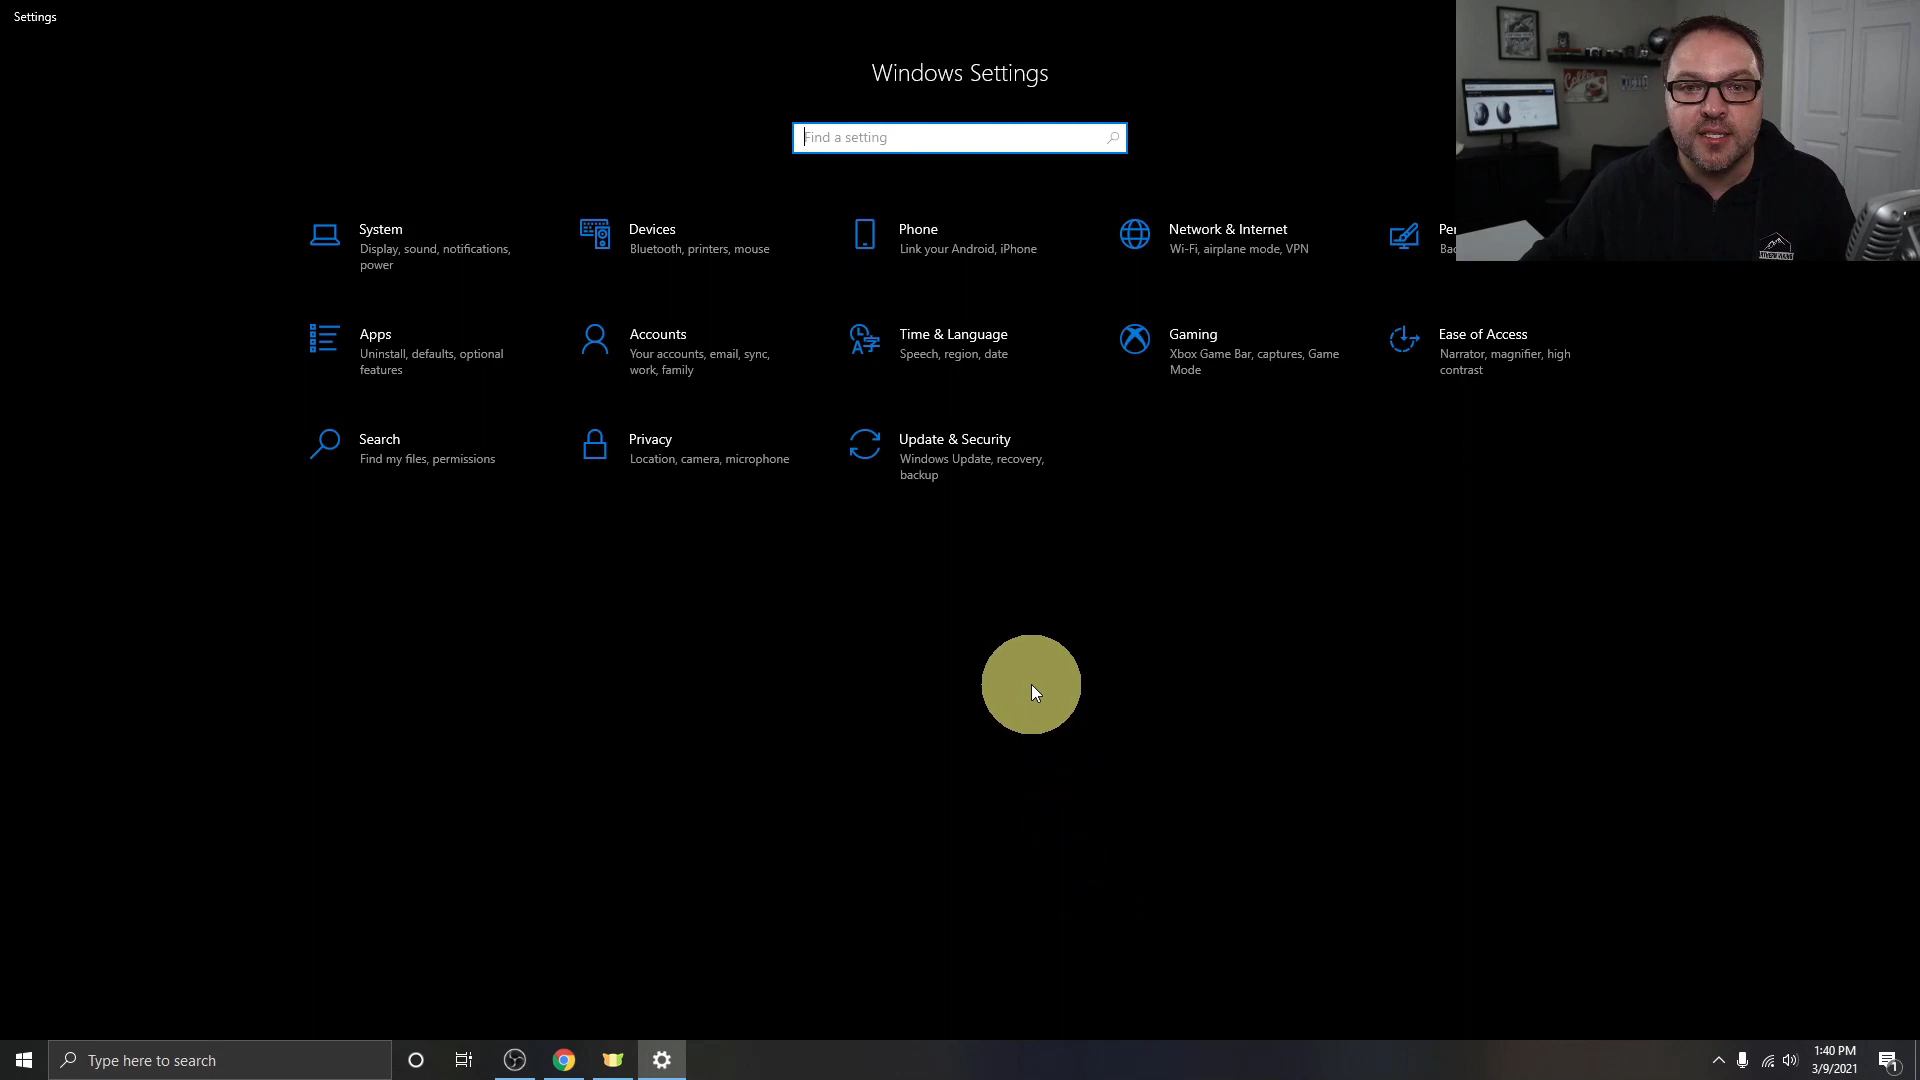 Settings
Windows Settings
Find a setting
System
Display, sound, notifications,
power
Devices
Bluetooth, printers, mouse
Phone
Link your Android, iPhone
Network & Internet
Wi-Fi, airplane mode, VPN
Pe
Bac
Apps
Uninstall, defaults, optional
features
Accounts
Your accounts, email, sync,
work, family
Time & Language
Speech, region, date
Gaming
Xbox Game Bar, captures, Game
Mode
Ease of Access
Narrator, magnifier, high
contrast
Search
Find my files, permissions
Privacy
Location, camera, microphone
Update & Security
Windows Update, recovery,
backup
Coffee
Type here to search
1:40 PM
3/9/2021
1